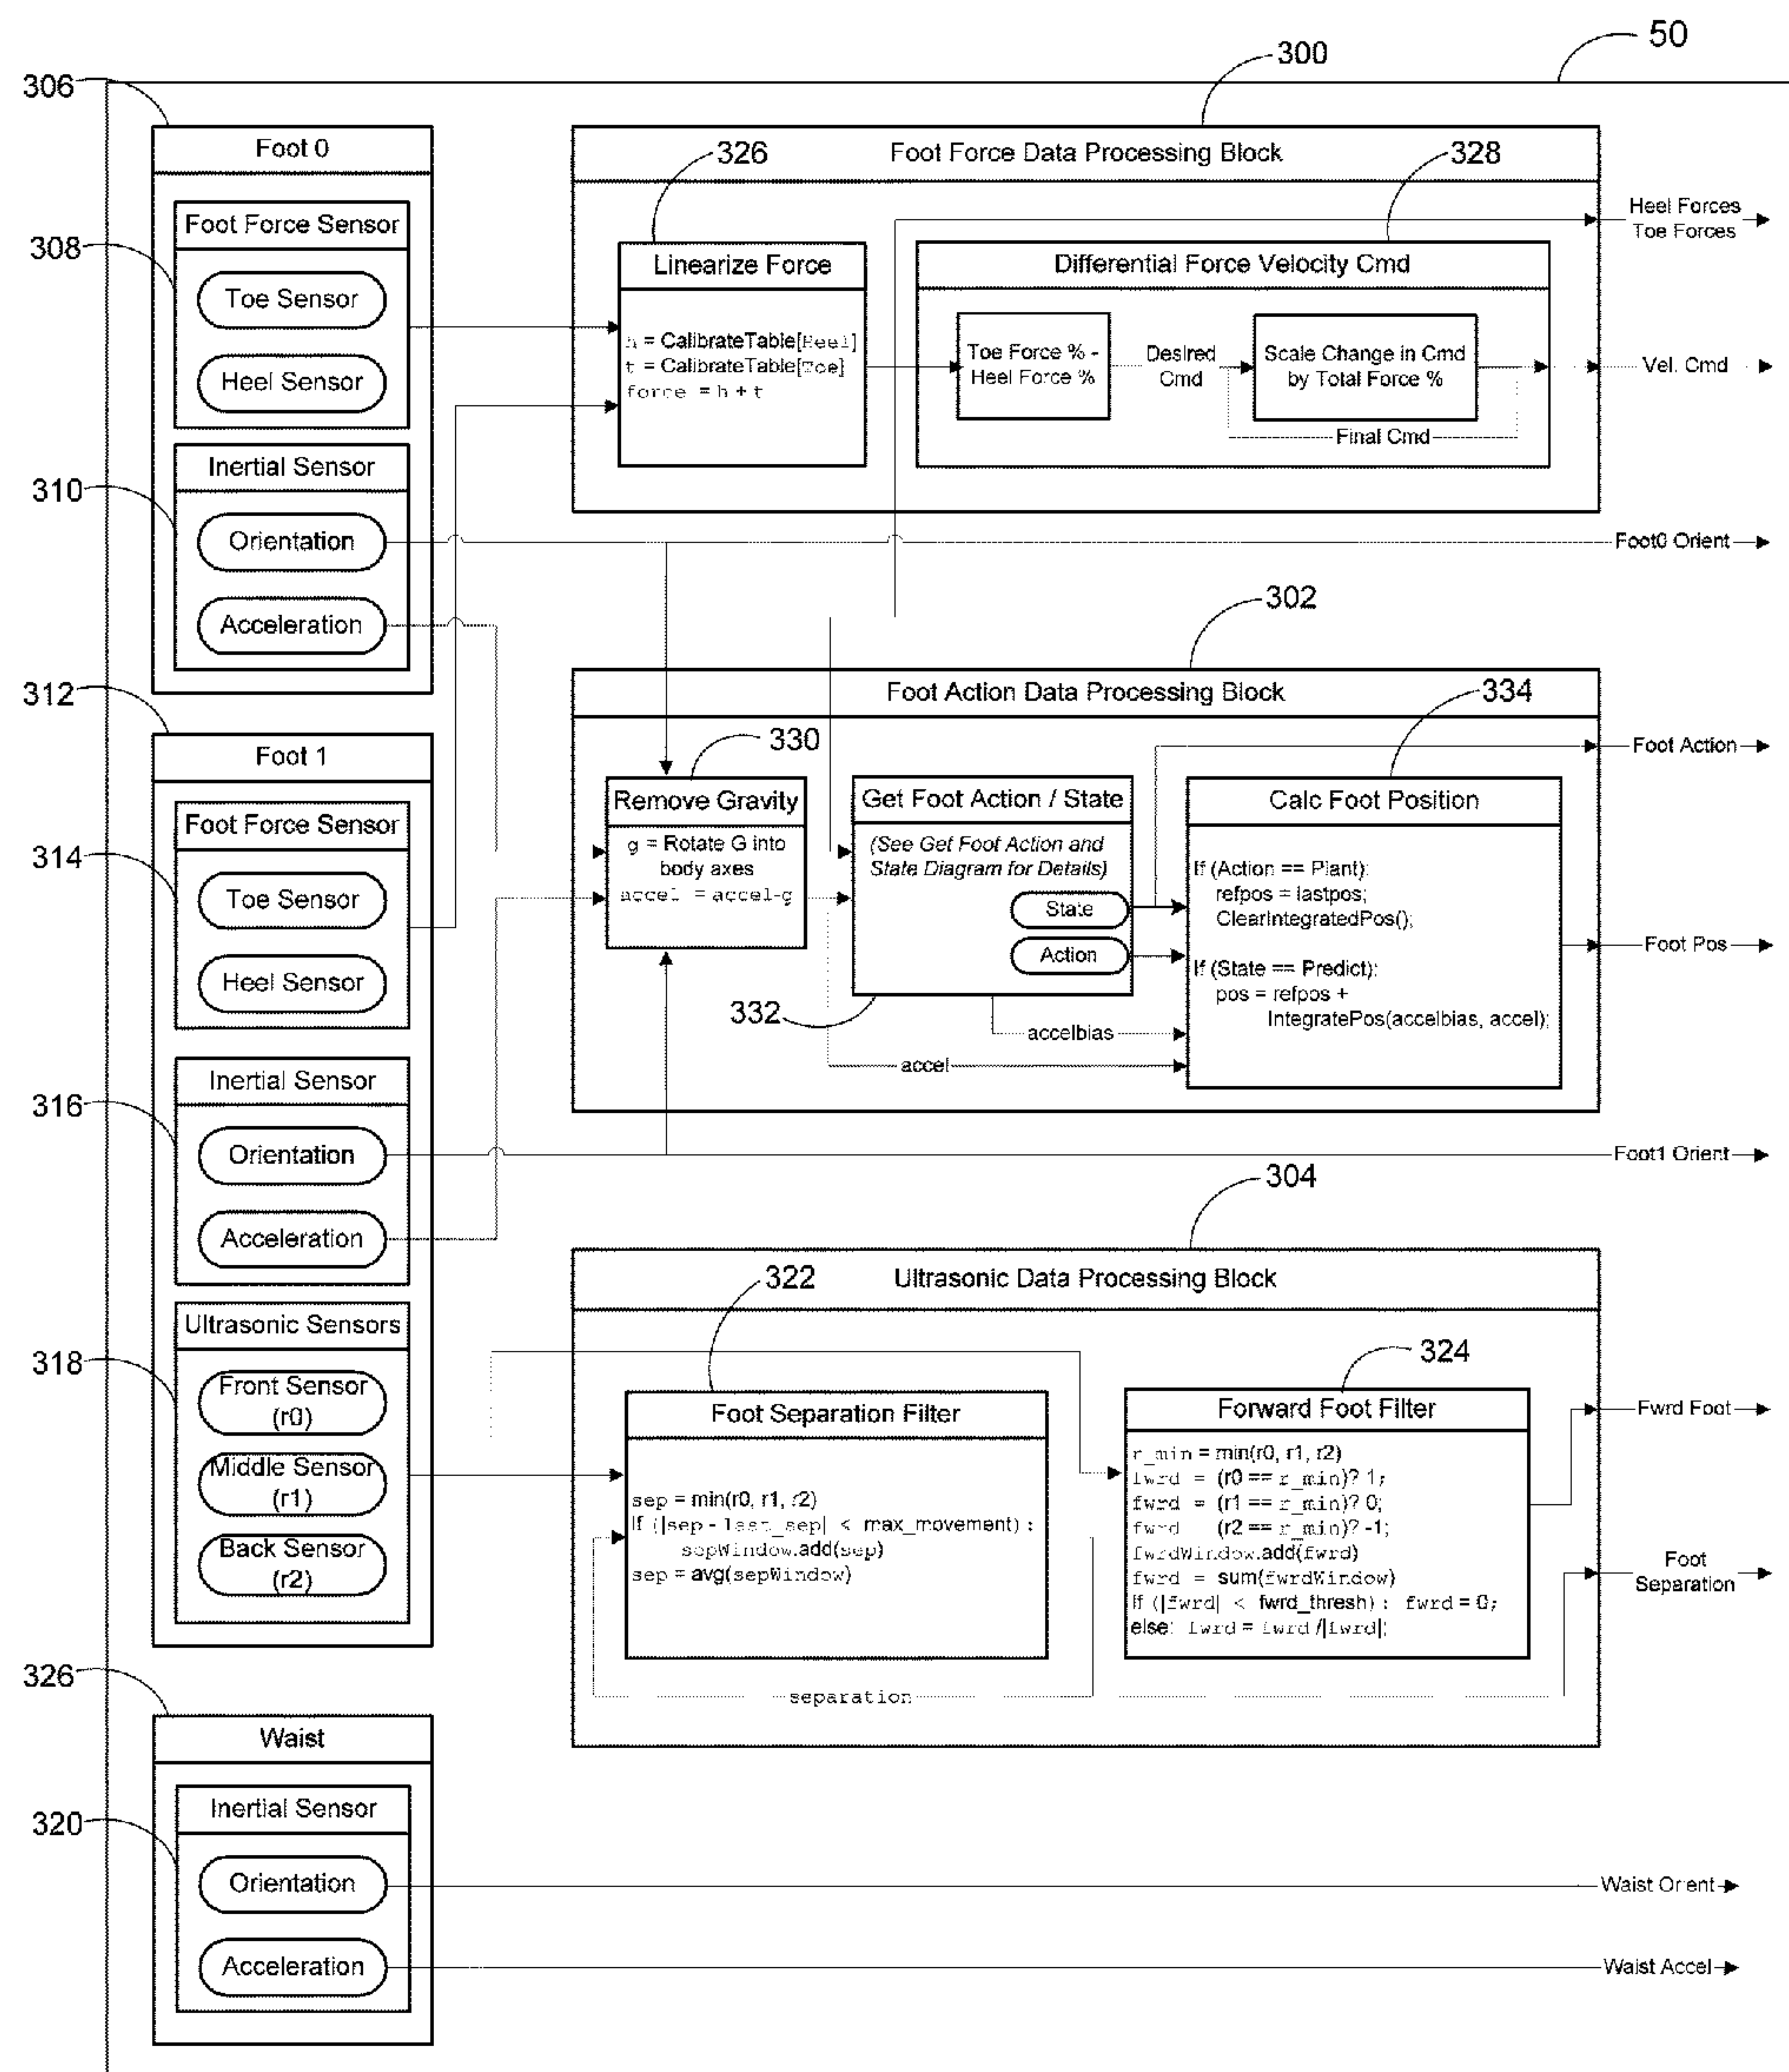 50
300
306
Foot 0
Foot Force Sensor
308
Toe Sensor
Heel Sensor
Inertial Sensor
310
Orientation
Acceleration
312
Foot 1
Foot Force Sensor
314
Toe Sensor
Heel Sensor
Inertial Sensor
316
Orientation
Acceleration
Ultrasonic Sensors
318
Front Sensor
(r0)
Middle Sensor
(r1)
Back Sensor
(r2)
326
Waist
Inertial Sensor
320
Orientation
Acceleration
Foot Force Data Processing Block
326
328
Linearize Force
h = CalibrateTable[Heel]
t = CalibrateTable[Toe]
force = h + t
Differential Force Velocity Cmd
Toe Force % -
Heel Force %
Desired
Cmd
Scale Change in Cmd
by Total Force %
Final Cmd
Heel Forces
Toe Forces
Vel. Cmd
Foot0 Orient
302
Foot Action Data Processing Block
330
334
Remove Gravity
g = Rotate G into
body axes
accel = accel-g
Get Foot Action / State
(See Get Foot Action and
State Diagram for Details)
State
Action
332
accelbias
accel
Calc Foot Position
If (Action == Plant):
refpos = lastpos;
ClearIntegratedPos();
If (State == Predict):
pos = refpos +
IntegratePos(accelbias, accel);
Foot Action
Foot Pos
Foot1 Orient
304
Ultrasonic Data Processing Block
322
324
Foot Separation Filter
sep = min(r0, r1, r2)
If (|sep - last_sep| < max_movement) :
sepWindow.add(sep)
sep = avg(sepWindow)
separation
Forward Foot Filter
r_min = min(r0, r1, r2)
fwrd = (r0 == r_min)? 1;
fwrd = (r1 == r_min)? 0;
fwrd (r2 == r_min)? -1;
fwrdWindow.add(fwrd)
fwrd = sum(fwrdWindow)
If (|fwrd| < fwrd_thresh) : fwrd = 0;
else: fwrd = fwrd /|fwrd|;
Fwrd Foot
Foot
Separation
Waist Orient
Waist Accel